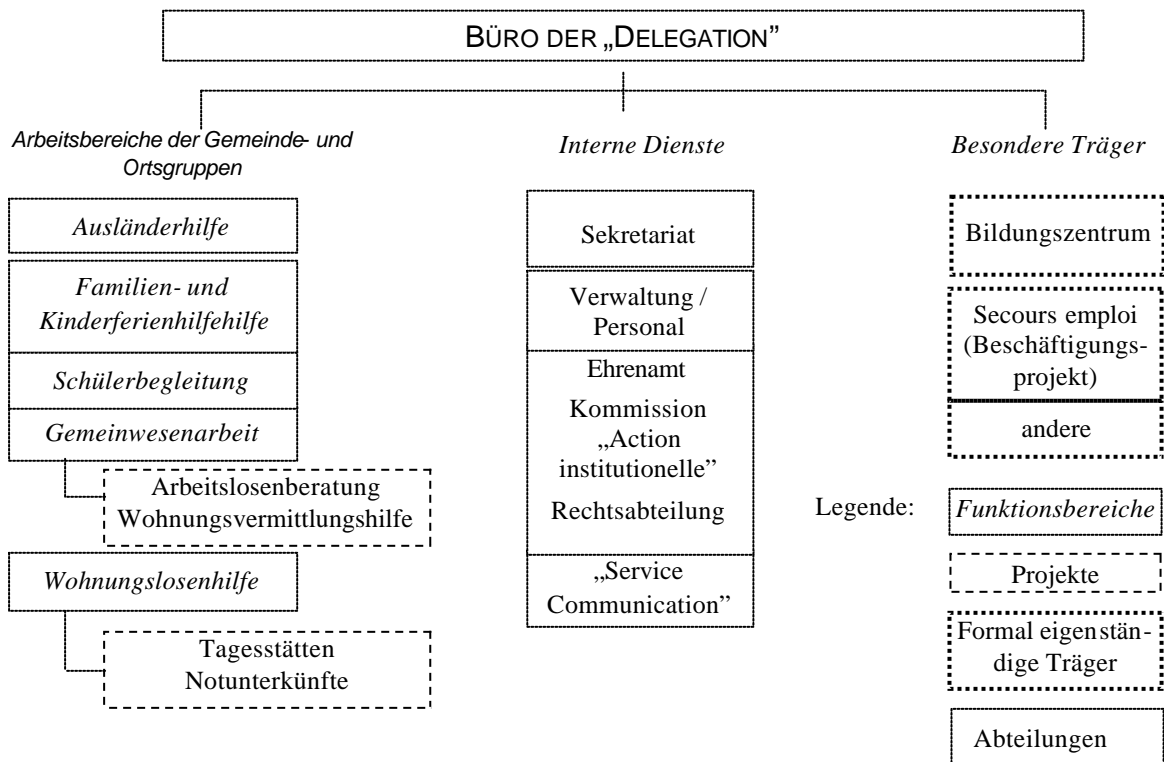 BÜRO DER „DELEGATION”
Arbeitsbereiche der Gemeinde- und
Ortsgruppen
Ausländerhilfe
Familien- und
Kinderferienhilfehilfe
Schülerbegleitung
Gemeinwesenarbeit
Arbeitslosenberatung
Wohnungsvermittlungshilfe
Wohnungslosenhilfe
Tagesstätten
Notunterkünfte
Interne Dienste
Sekretariat
Verwaltung /
Personal
Ehrenamt
Kommission
„Action
institutionelle”
Rechtsabteilung
„Service
Communication”
Besondere Träger
Bildungszentrum
Secours emploi
(Beschäftigungs-
projekt)
andere
Legende:
Funktionsbereiche
Projekte
Formal eigenstän-
dige Träger
Abteilungen